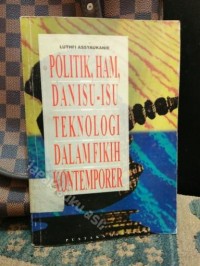 LUTHFI ASSYAUKANIE
POLITIK, HAM,
DAN ISU-ISU
TEKNOLOGI
DALAM FIKIH
KONTEMPORER